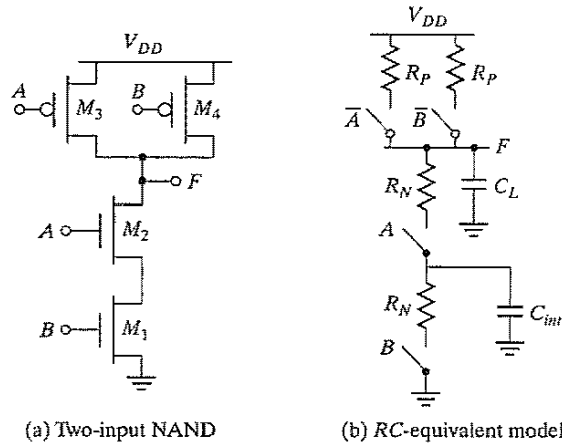 V_DD
A
M_3
B
M_4
F
A
M_2
B
M_1
(a) Two-input NAND
V_DD
R_P
R_P
A̅
B̅
F
R_N
C_L
A
R_N
C_int
B
(b) RC-equivalent model